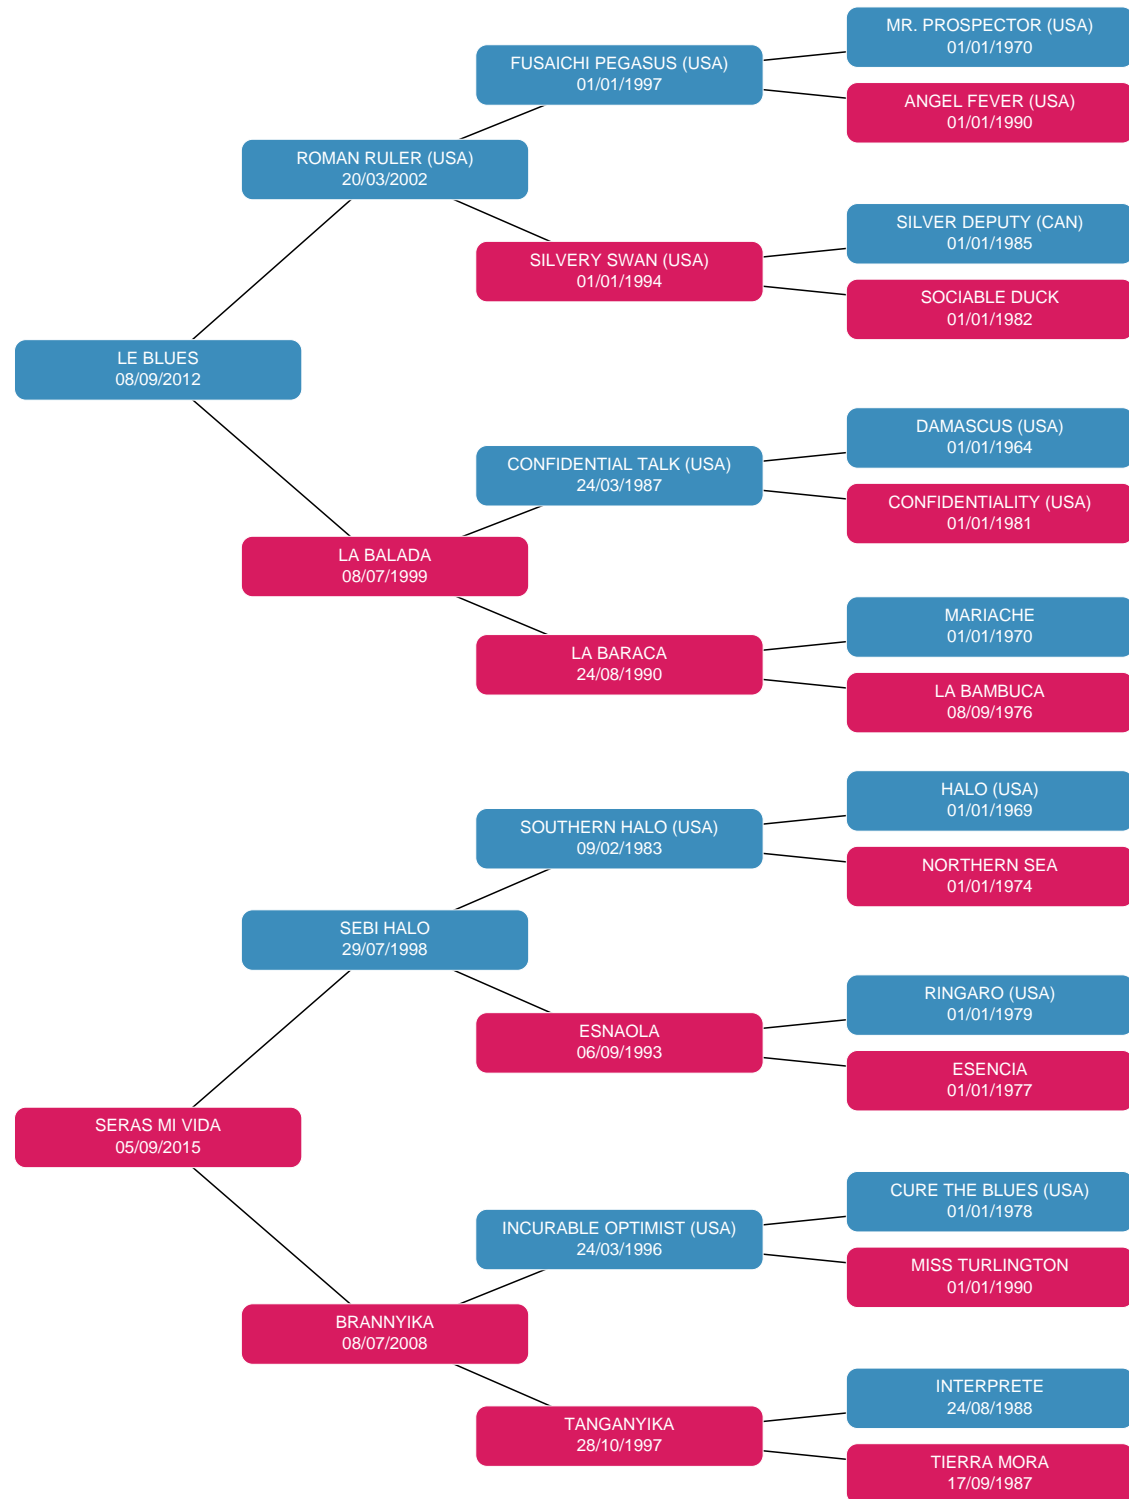 MR. PROSPECTOR (USA)
01/01/1970
FUSAICHI PEGASUS (USA)
01/01/1997
ANGEL FEVER (USA)
01/01/1990
ROMAN RULER (USA)
20/03/2002
SILVER DEPUTY (CAN)
01/01/1985
SILVERY SWAN (USA)
01/01/1994
SOCIABLE DUCK
01/01/1982
LE BLUES
08/09/2012
DAMASCUS (USA)
01/01/1964
CONFIDENTIAL TALK (USA)
24/03/1987
CONFIDENTIALITY (USA)
01/01/1981
LA BALADA
08/07/1999
MARIACHE
01/01/1970
LA BARACA
24/08/1990
LA BAMBUCA
08/09/1976
HALO (USA)
01/01/1969
SOUTHERN HALO (USA)
09/02/1983
NORTHERN SEA
01/01/1974
SEBI HALO
29/07/1998
RINGARO (USA)
01/01/1979
ESNAOLA
06/09/1993
ESENCIA
01/01/1977
SERAS MI VIDA
05/09/2015
CURE THE BLUES (USA)
01/01/1978
INCURABLE OPTIMIST (USA)
24/03/1996
MISS TURLINGTON
01/01/1990
BRANNYIKA
08/07/2008
INTERPRETE
24/08/1988
TANGANYIKA
28/10/1997
TIERRA MORA
17/09/1987